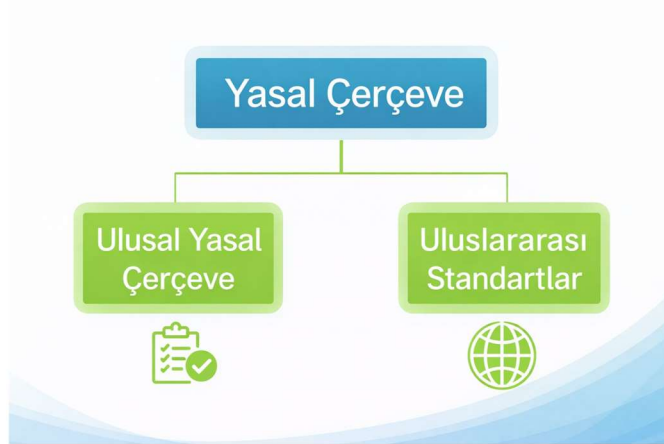 Yasal Çerçeve
Ulusal Yasal
Çerçeve
Uluslararası
Standartlar